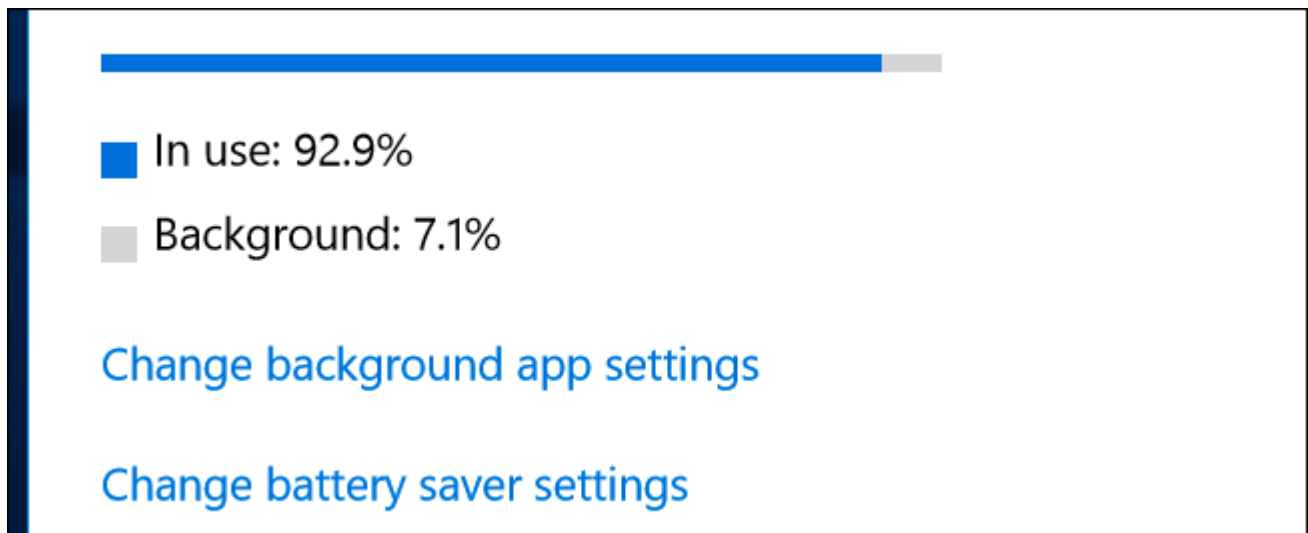 In use: 92.9%
Background: 7.1%
Change background app settings
Change battery saver settings